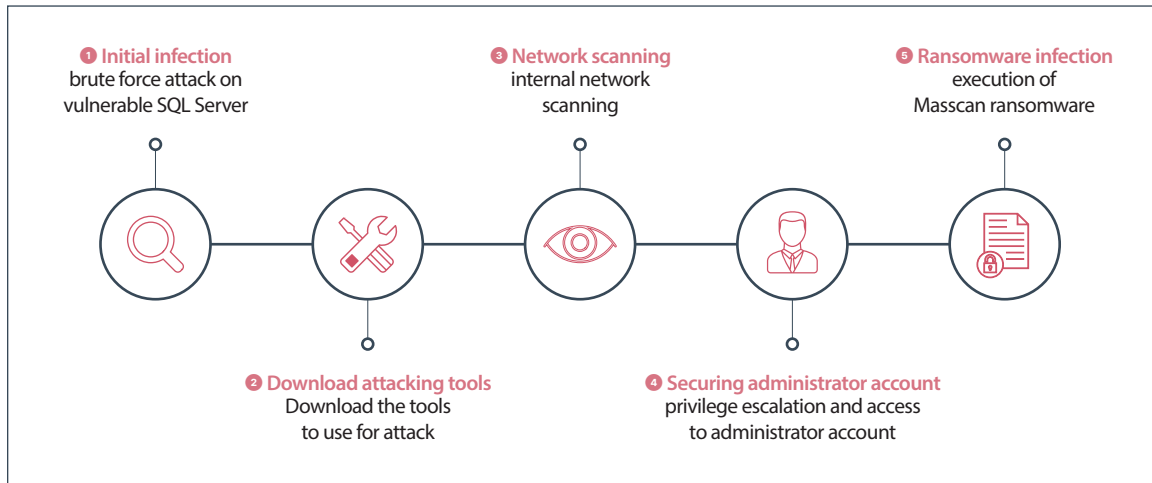 ❶ Initial infection
brute force attack on
vulnerable SQL Server
❷ Download attacking tools
Download the tools
to use for attack
❸ Network scanning
internal network
scanning
❹ Securing administrator account
privilege escalation and access
to administrator account
❺ Ransomware infection
execution of
Masscan ransomware